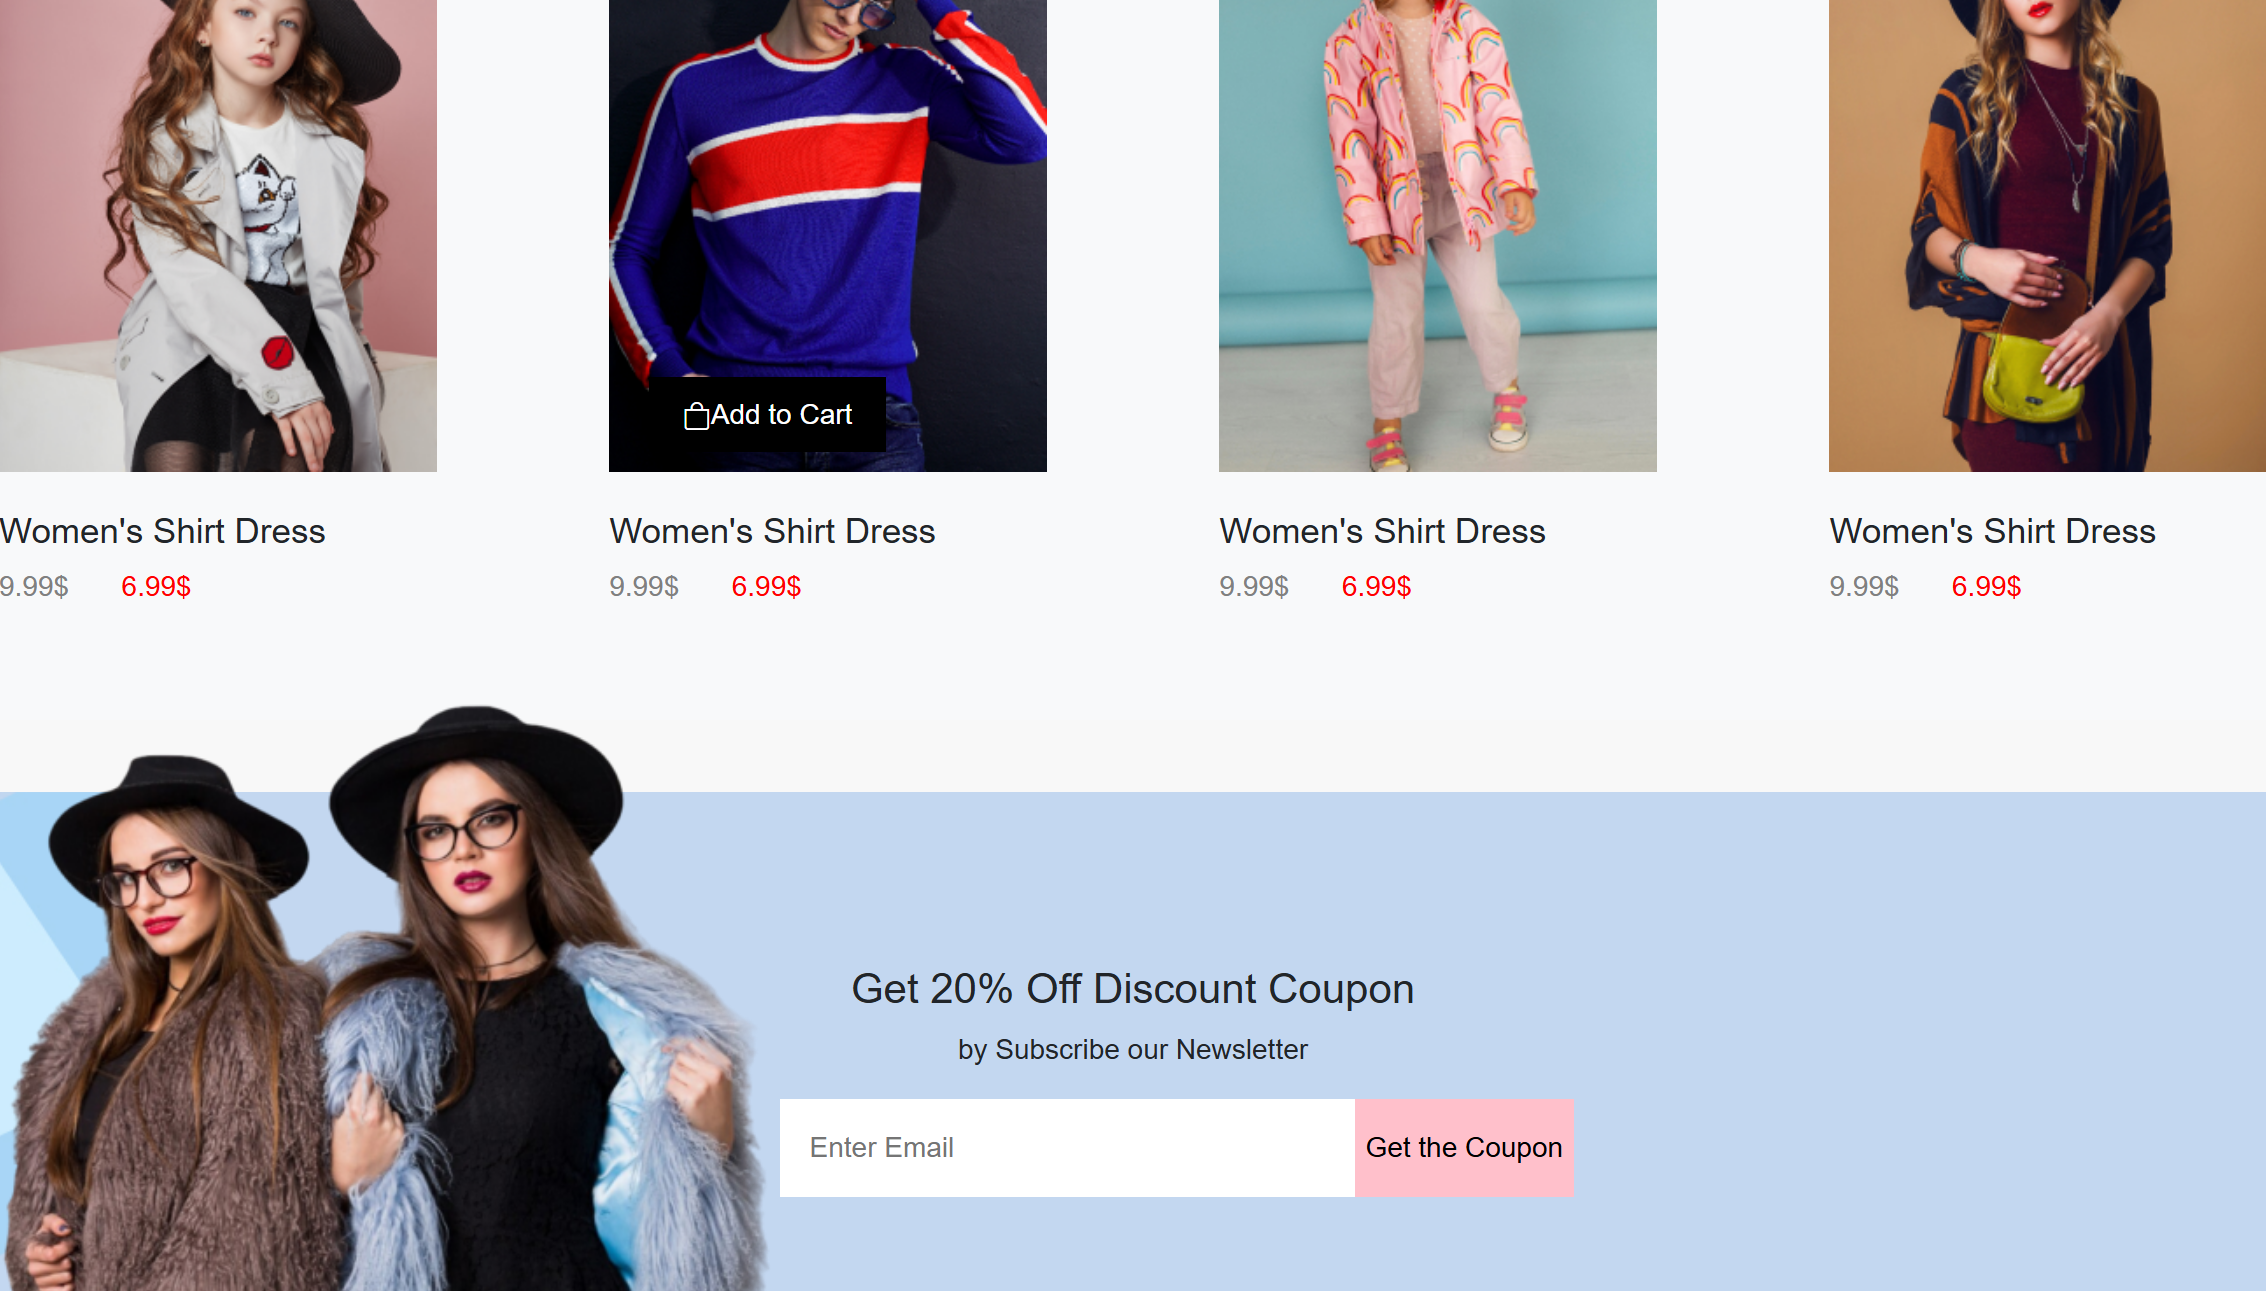 Add to Cart
Women's Shirt Dress
9.99$ 6.99$
Women's Shirt Dress
9.99$ 6.99$
Women's Shirt Dress
9.99$ 6.99$
Women's Shirt Dress
9.99$ 6.99$
Get 20% Off Discount Coupon
by Subscribe our Newsletter
Enter Email
Get the Coupon